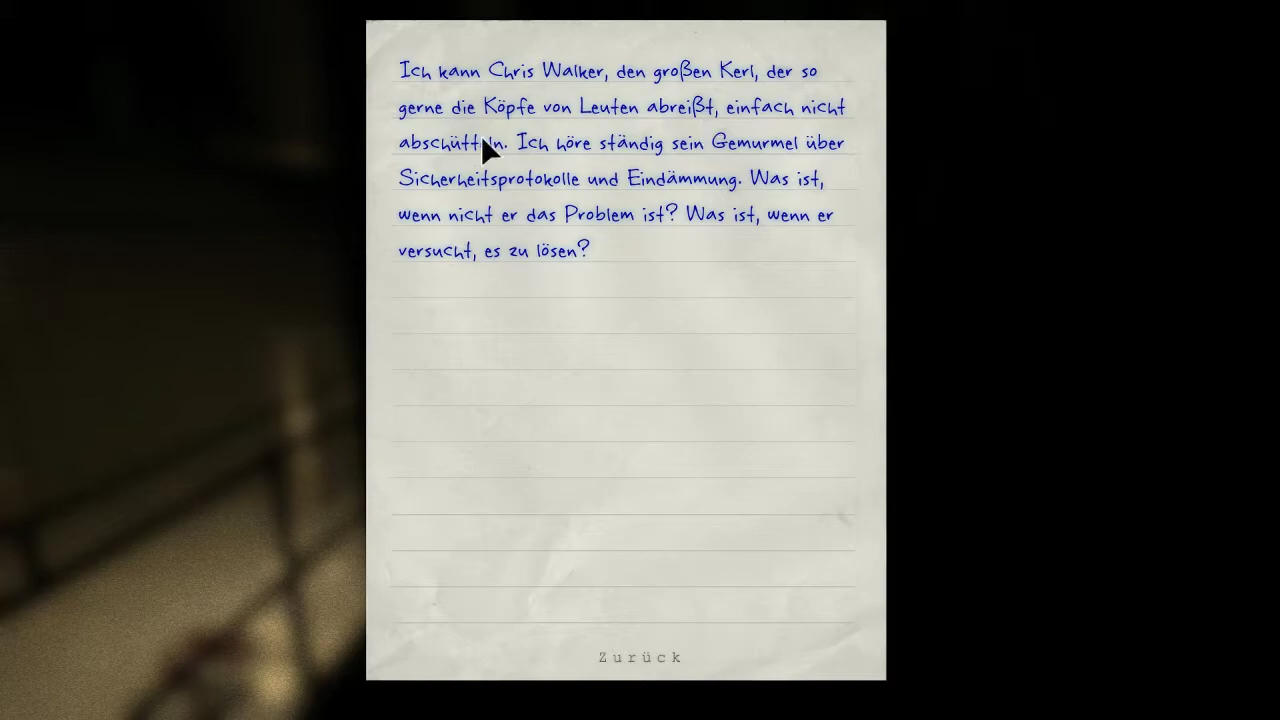 Ich kann Chris Walker, den großen Kerl, der so
gerne die Köpfe von Leuten abreißt, einfach nicht
abschütteln. Ich höre ständig sein Gemurmel über
Sicherheitsprotokolle und Eindämmung. Was ist,
wenn nicht er das Problem ist? Was ist, wenn er
versucht, es zu lösen?
Zurück